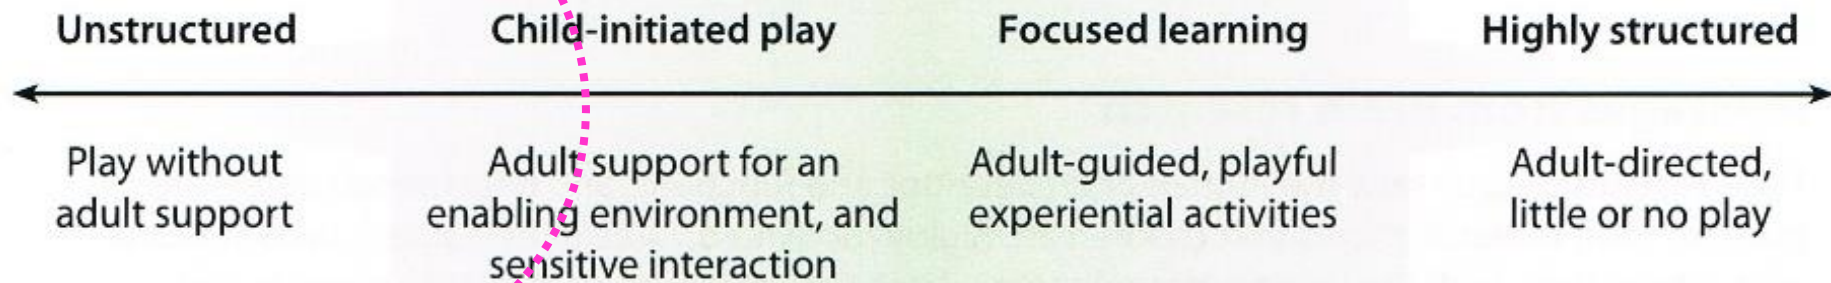 Unstructured
Child-initiated play
Focused learning
Highly structured
Play without
adult support
Adult support for an
enabling environment, and
sensitive interaction
Adult-guided, playful
experiential activities
Adult-directed,
little or no play